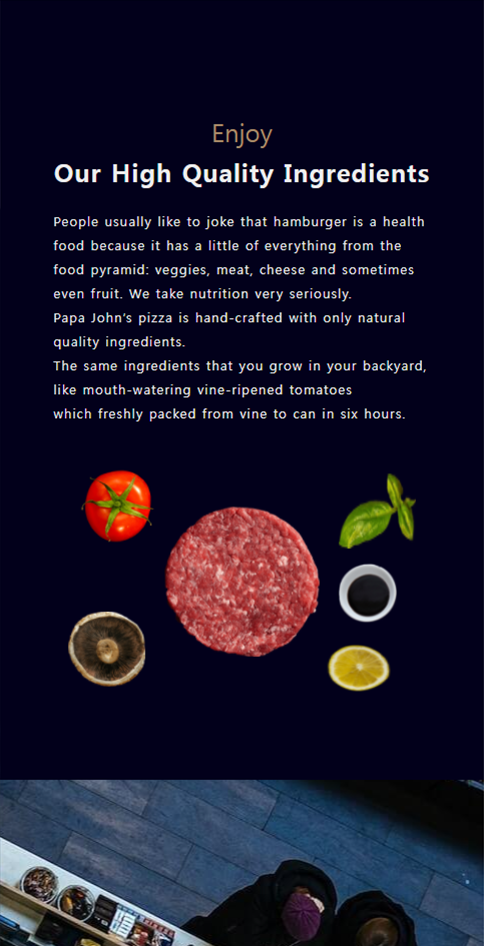 Enjoy
Our High Quality Ingredients
People usually like to joke that hamburger is a health
food because it has a little of everything from the
food pyramid: veggies, meat, cheese and sometimes
even fruit. We take nutrition very seriously.
Papa John’s pizza is hand-crafted with only natural
quality ingredients.
The same ingredients that you grow in your backyard,
like mouth-watering vine-ripened tomatoes
which freshly packed from vine to can in six hours.